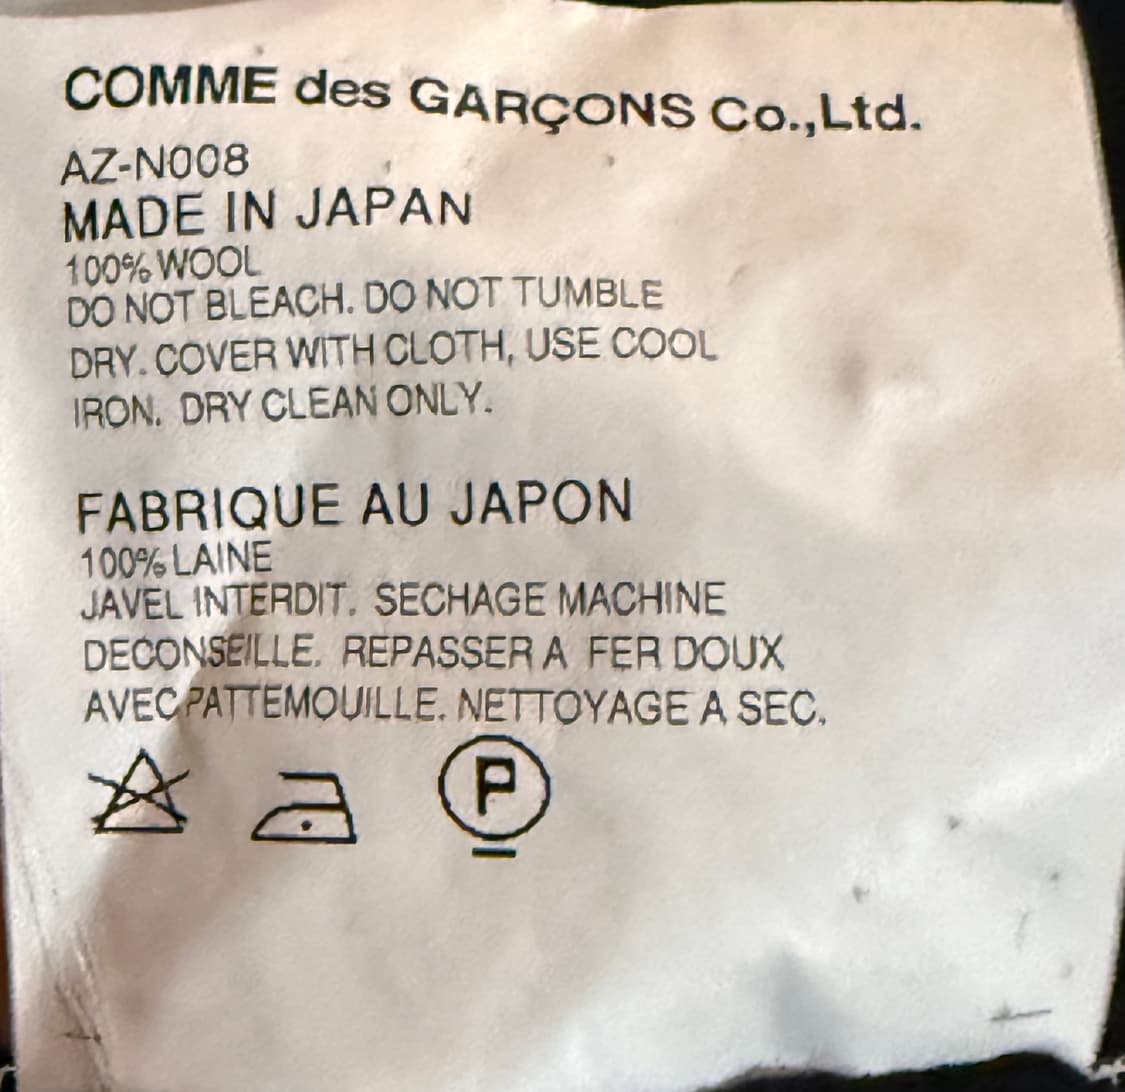 COMME des GARÇONS Co.,Ltd.
AZ-N008
MADE IN JAPAN
100% WOOL
DO NOT BLEACH. DO NOT TUMBLE
DRY. COVER WITH CLOTH, USE COOL
IRON. DRY CLEAN ONLY.
FABRIQUE AU JAPON
100% LAINE
JAVEL INTERDIT. SECHAGE MACHINE
DECONSEILLE. REPASSER A FER DOUX
AVEC PATTEMOUILLE. NETTOYAGE A SEC.
P